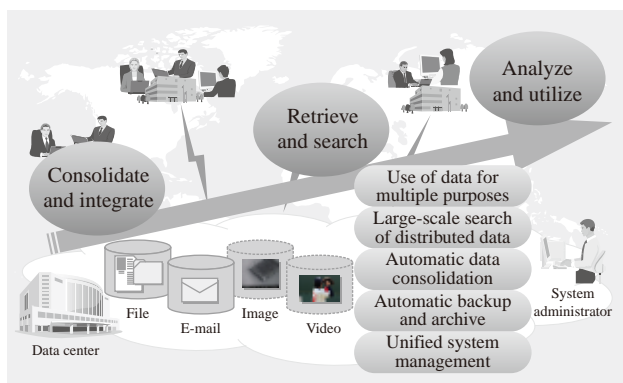 Analyze
and utilize
Retrieve
and search
Consolidate
and integrate
Use of data for
multiple purposes
Large-scale search
of distributed data
Automatic data
consolidation
Automatic backup
and archive
Unified system
management
File
E-mail
Image
Video
Data center
System
administrator